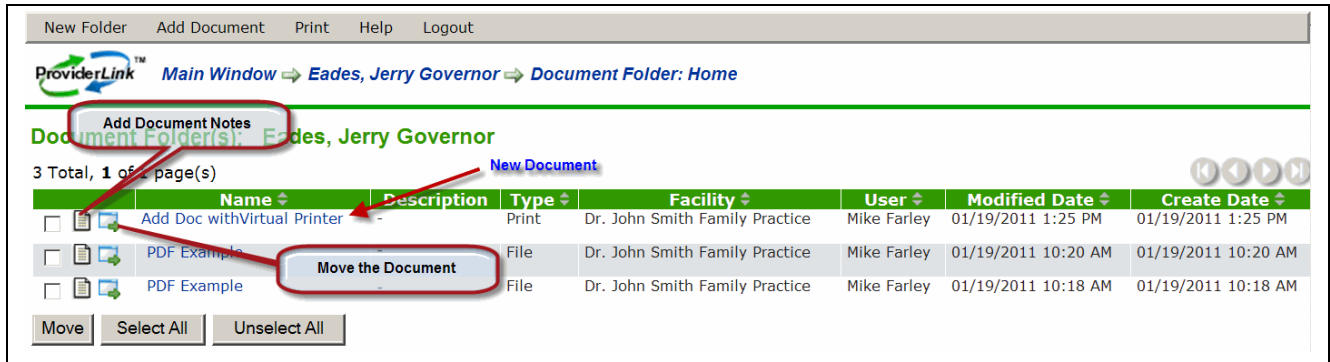 New Folder Add Document Print Help Logout
ProviderLink™ Main Window Eades, Jerry Governor Document Folder: Home
Add Document Notes
Document Folder(s): Eades, Jerry Governor
3 Total, 1 of 1 page(s)
New Document
Name Description Type Facility User Modified Date Create Date
Add Doc withVirtual Printer - Print Dr. John Smith Family Practice Mike Farley 01/19/2011 1:25 PM 01/19/2011 1:25 PM
PDF Example - File Dr. John Smith Family Practice Mike Farley 01/19/2011 10:20 AM 01/19/2011 10:20 AM
Move the Document
PDF Example - File Dr. John Smith Family Practice Mike Farley 01/19/2011 10:18 AM 01/19/2011 10:18 AM
Move Select All Unselect All